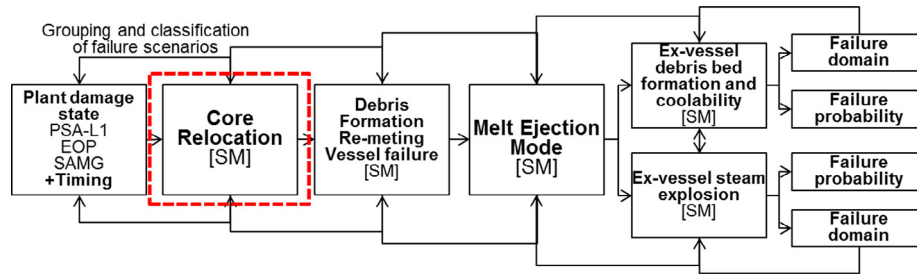 Grouping and classification
of failure scenarios
Plant damage
state
PSA-L1
EOP
SAMG
+Timing
Core
Relocation
[SM]
Debris
Formation
Re-meting
Vessel failure
[SM]
Melt Ejection
Mode [SM]
Ex-vessel
debris bed
formation and
coolability
[SM]
Ex-vessel steam
explosion
[SM]
Failure
domain
Failure
probability
Failure
probability
Failure
domain